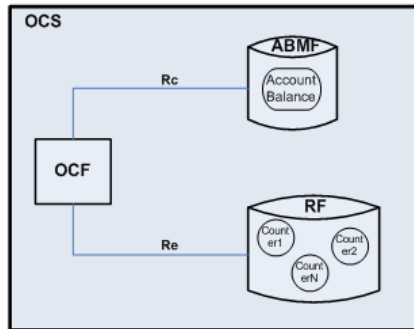 OCS
ABMF
Account
Balance
Rc
OCF
RF
Count
er1
Count
er2
Count
erN
Re